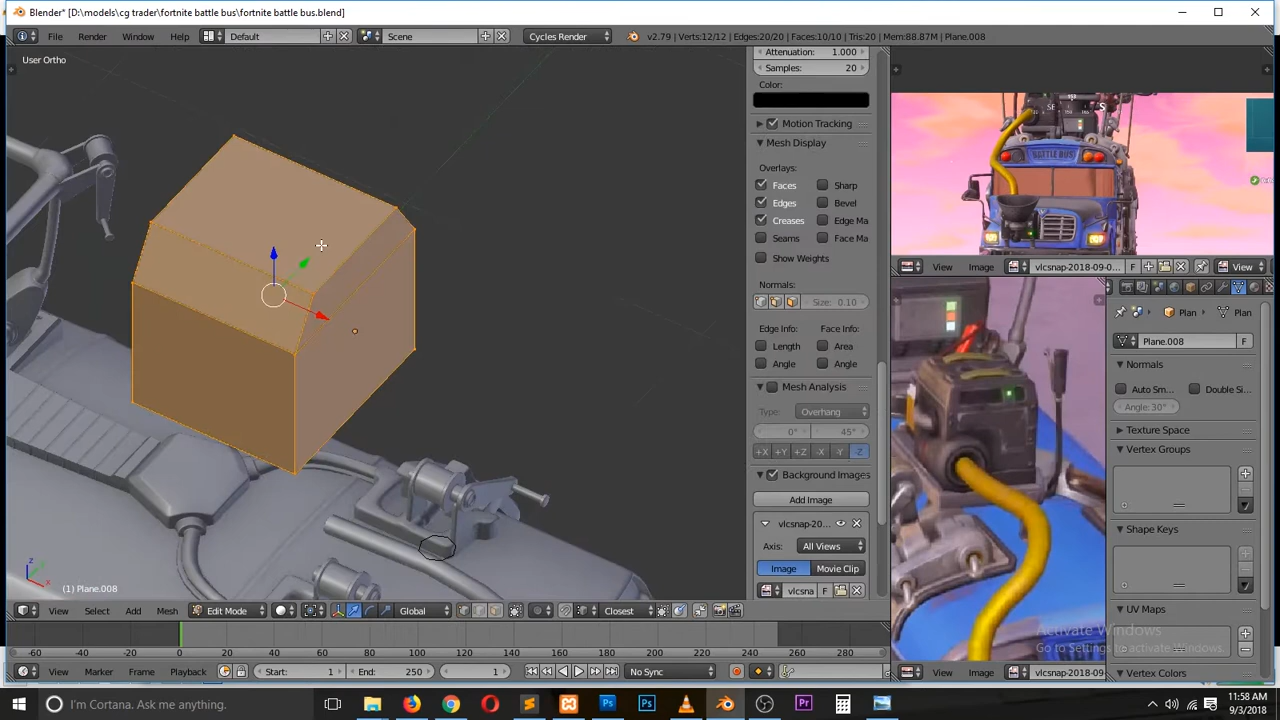 Blender* [D:\models\cg trader\fortnite battle bus\fortnite battle bus.blend]
File Render Window Help Default Scene Cycles Render v2.79 | Verts:12/12 | Edges:20/20 | Faces:10/10 | Tris:20 | Mem:88.87M | Plane.008
User Ortho
Attenuation: 1.000
Samples: 20
Color:
Motion Tracking
Mesh Display
Overlays:
Faces Sharp
Edges Bevel
Creases Edge Ma
Seams Face Ma
Show Weights
Normals:
Size: 0.10
Edge Info: Face Info:
Length Area
Angle Angle
Mesh Analysis
Type: Overhang
0° 45°
+X +Y +Z -X -Y -Z
Background Images
Add Image
vlcsnap-20...
Axis: All Views
Image Movie Clip
vlcsna F
BATTLE BUS
View Image vlcsnap-2018-09-0... F View
Plan Plan
Plane.008 F
Normals
Auto Sm... Double Si...
Angle: 30°
Texture Space
Vertex Groups
Shape Keys
UV Maps
Vertex Colors
Activate Windows
Go to Settings to activate Windows.
View Image vlcsnap-2018-09-0
(1) Plane.008
View Select Add Mesh Edit Mode Global Closest
-60 -40 -20 0 20 40 60 80 100 120 140 160 180 200 220 240 260 280
View Marker Frame Playback Start: 1 End: 250 1 No Sync
I'm Cortana. Ask me anything.
11:58 AM
9/3/2018